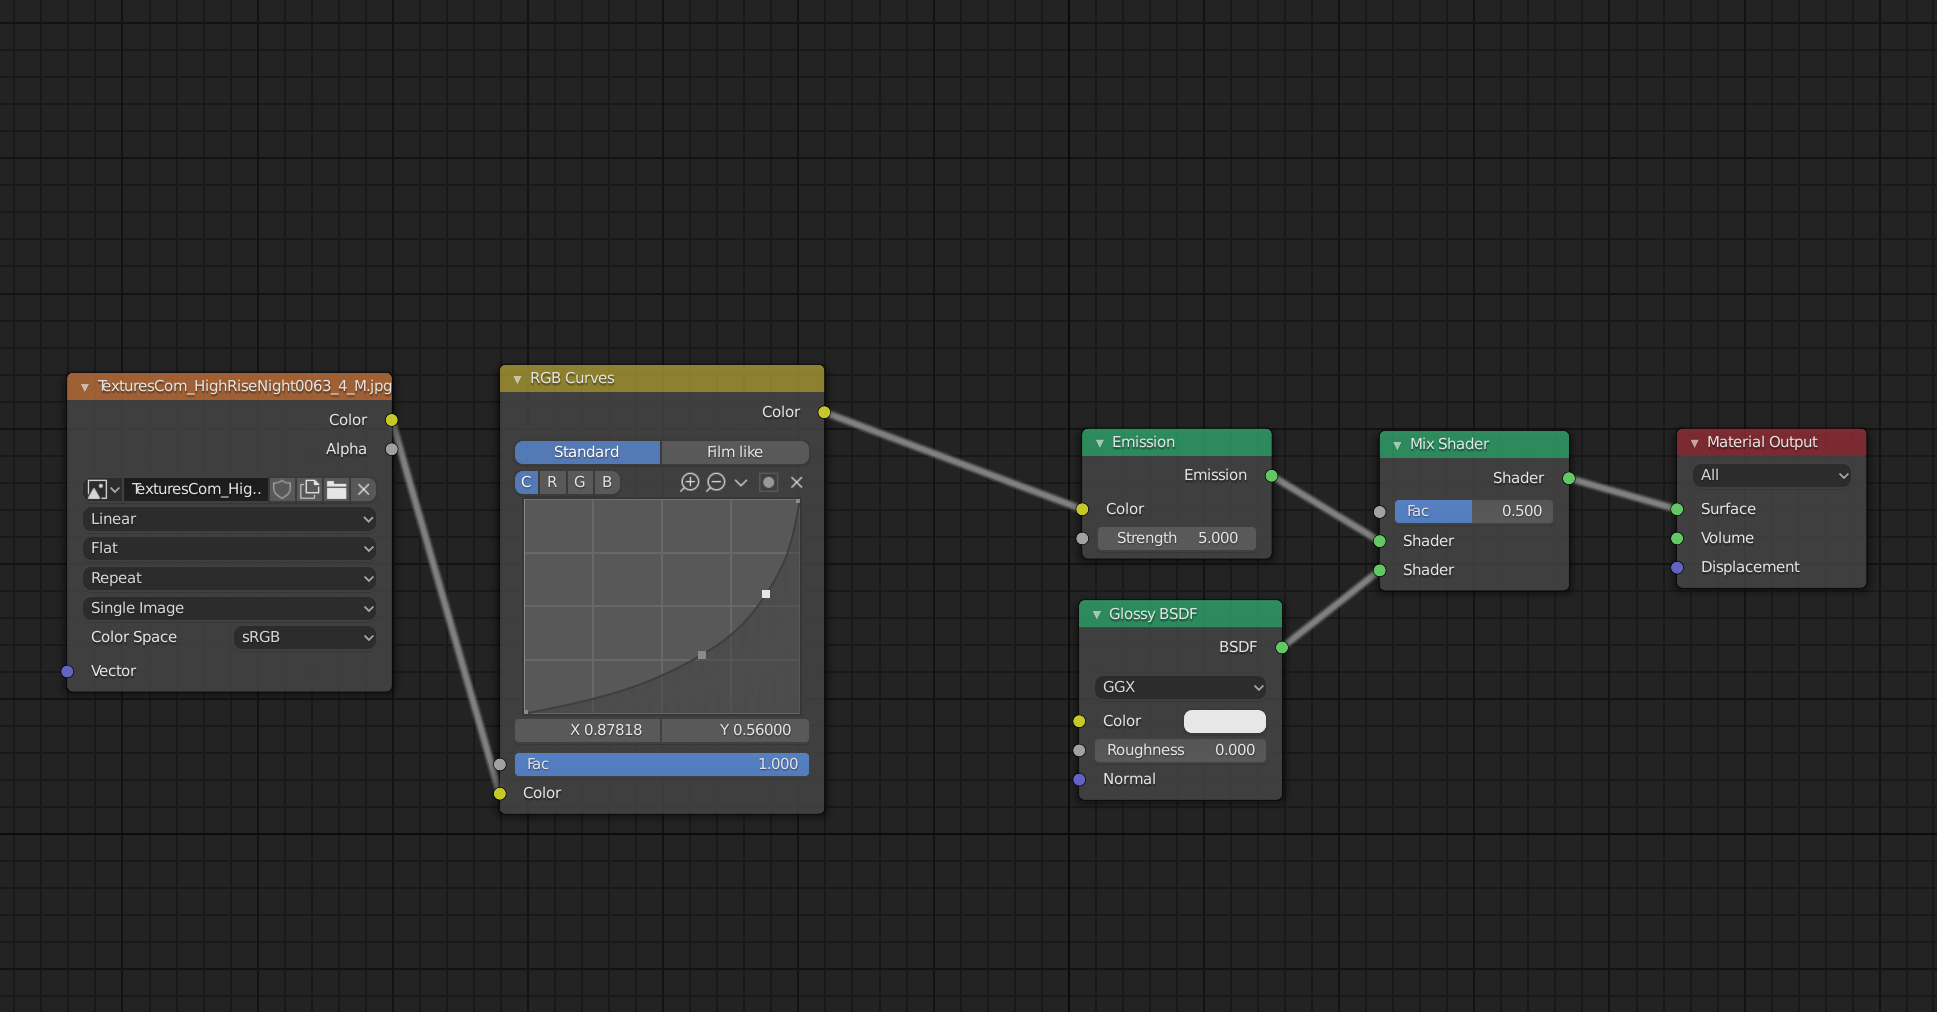 TexturesCom_HighRiseNight0063_4_M.jpg
Color
Alpha
TexturesCom_Hig..
Linear
Flat
Repeat
Single Image
Color Space sRGB
Vector
RGB Curves
Color
Standard Film like
C R G B
X 0.87818 Y 0.56000
Fac 1.000
Color
Emission
Emission
Color
Strength 5.000
Glossy BSDF
BSDF
GGX
Color
Roughness 0.000
Normal
Mix Shader
Shader
Fac 0.500
Shader
Shader
Material Output
All
Surface
Volume
Displacement